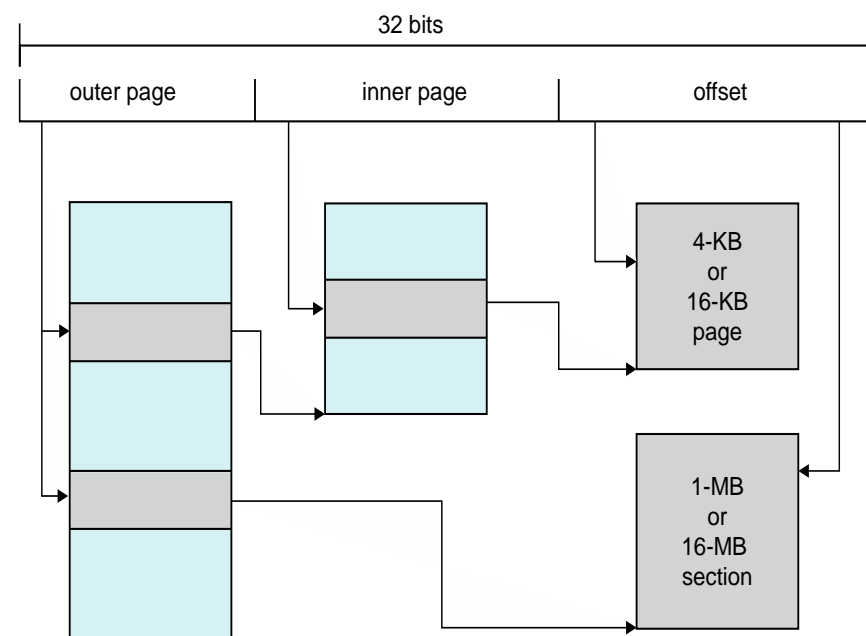 32 bits
outer page
inner page
offset
4-KB
or
16-KB
page
1-MB
or
16-MB
section